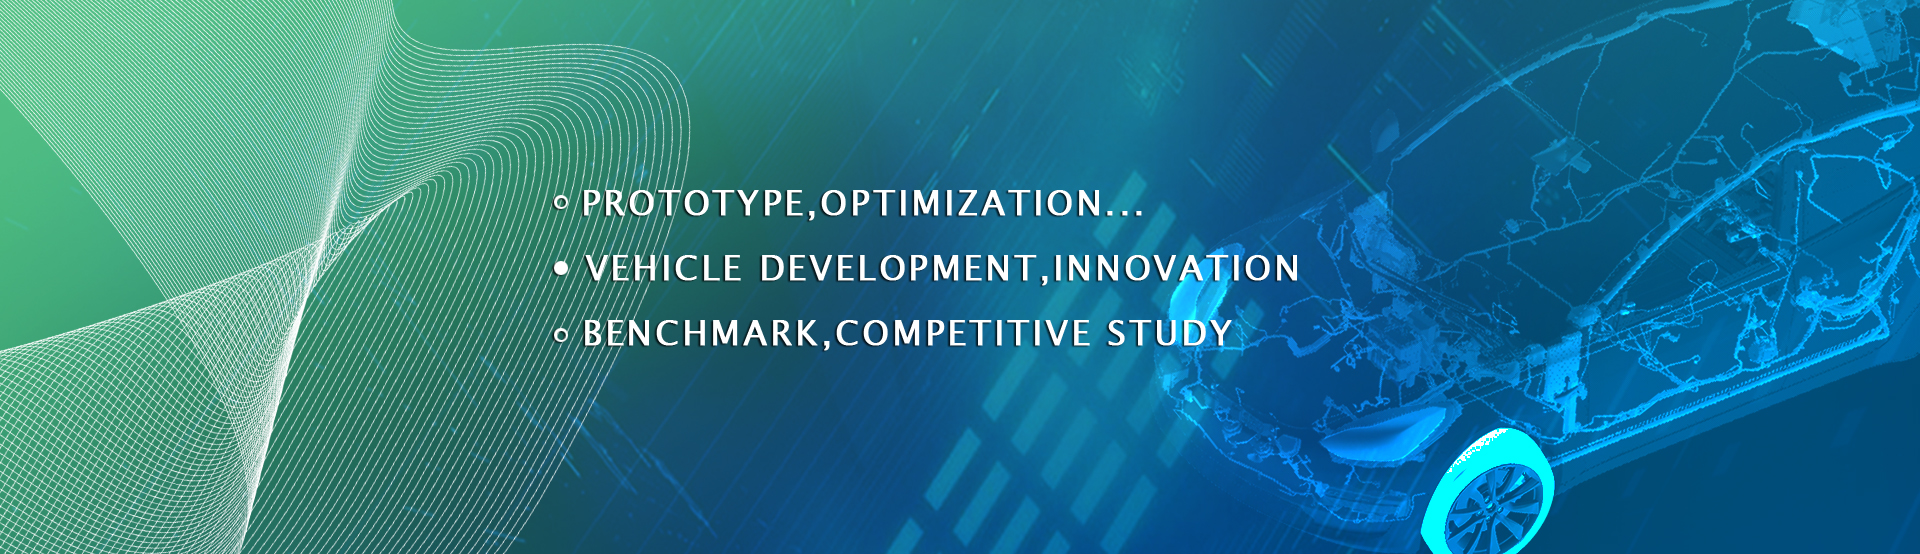 PROTOTYPE,OPTIMIZATION...
VEHICLE DEVELOPMENT,INNOVATION
BENCHMARK,COMPETITIVE STUDY